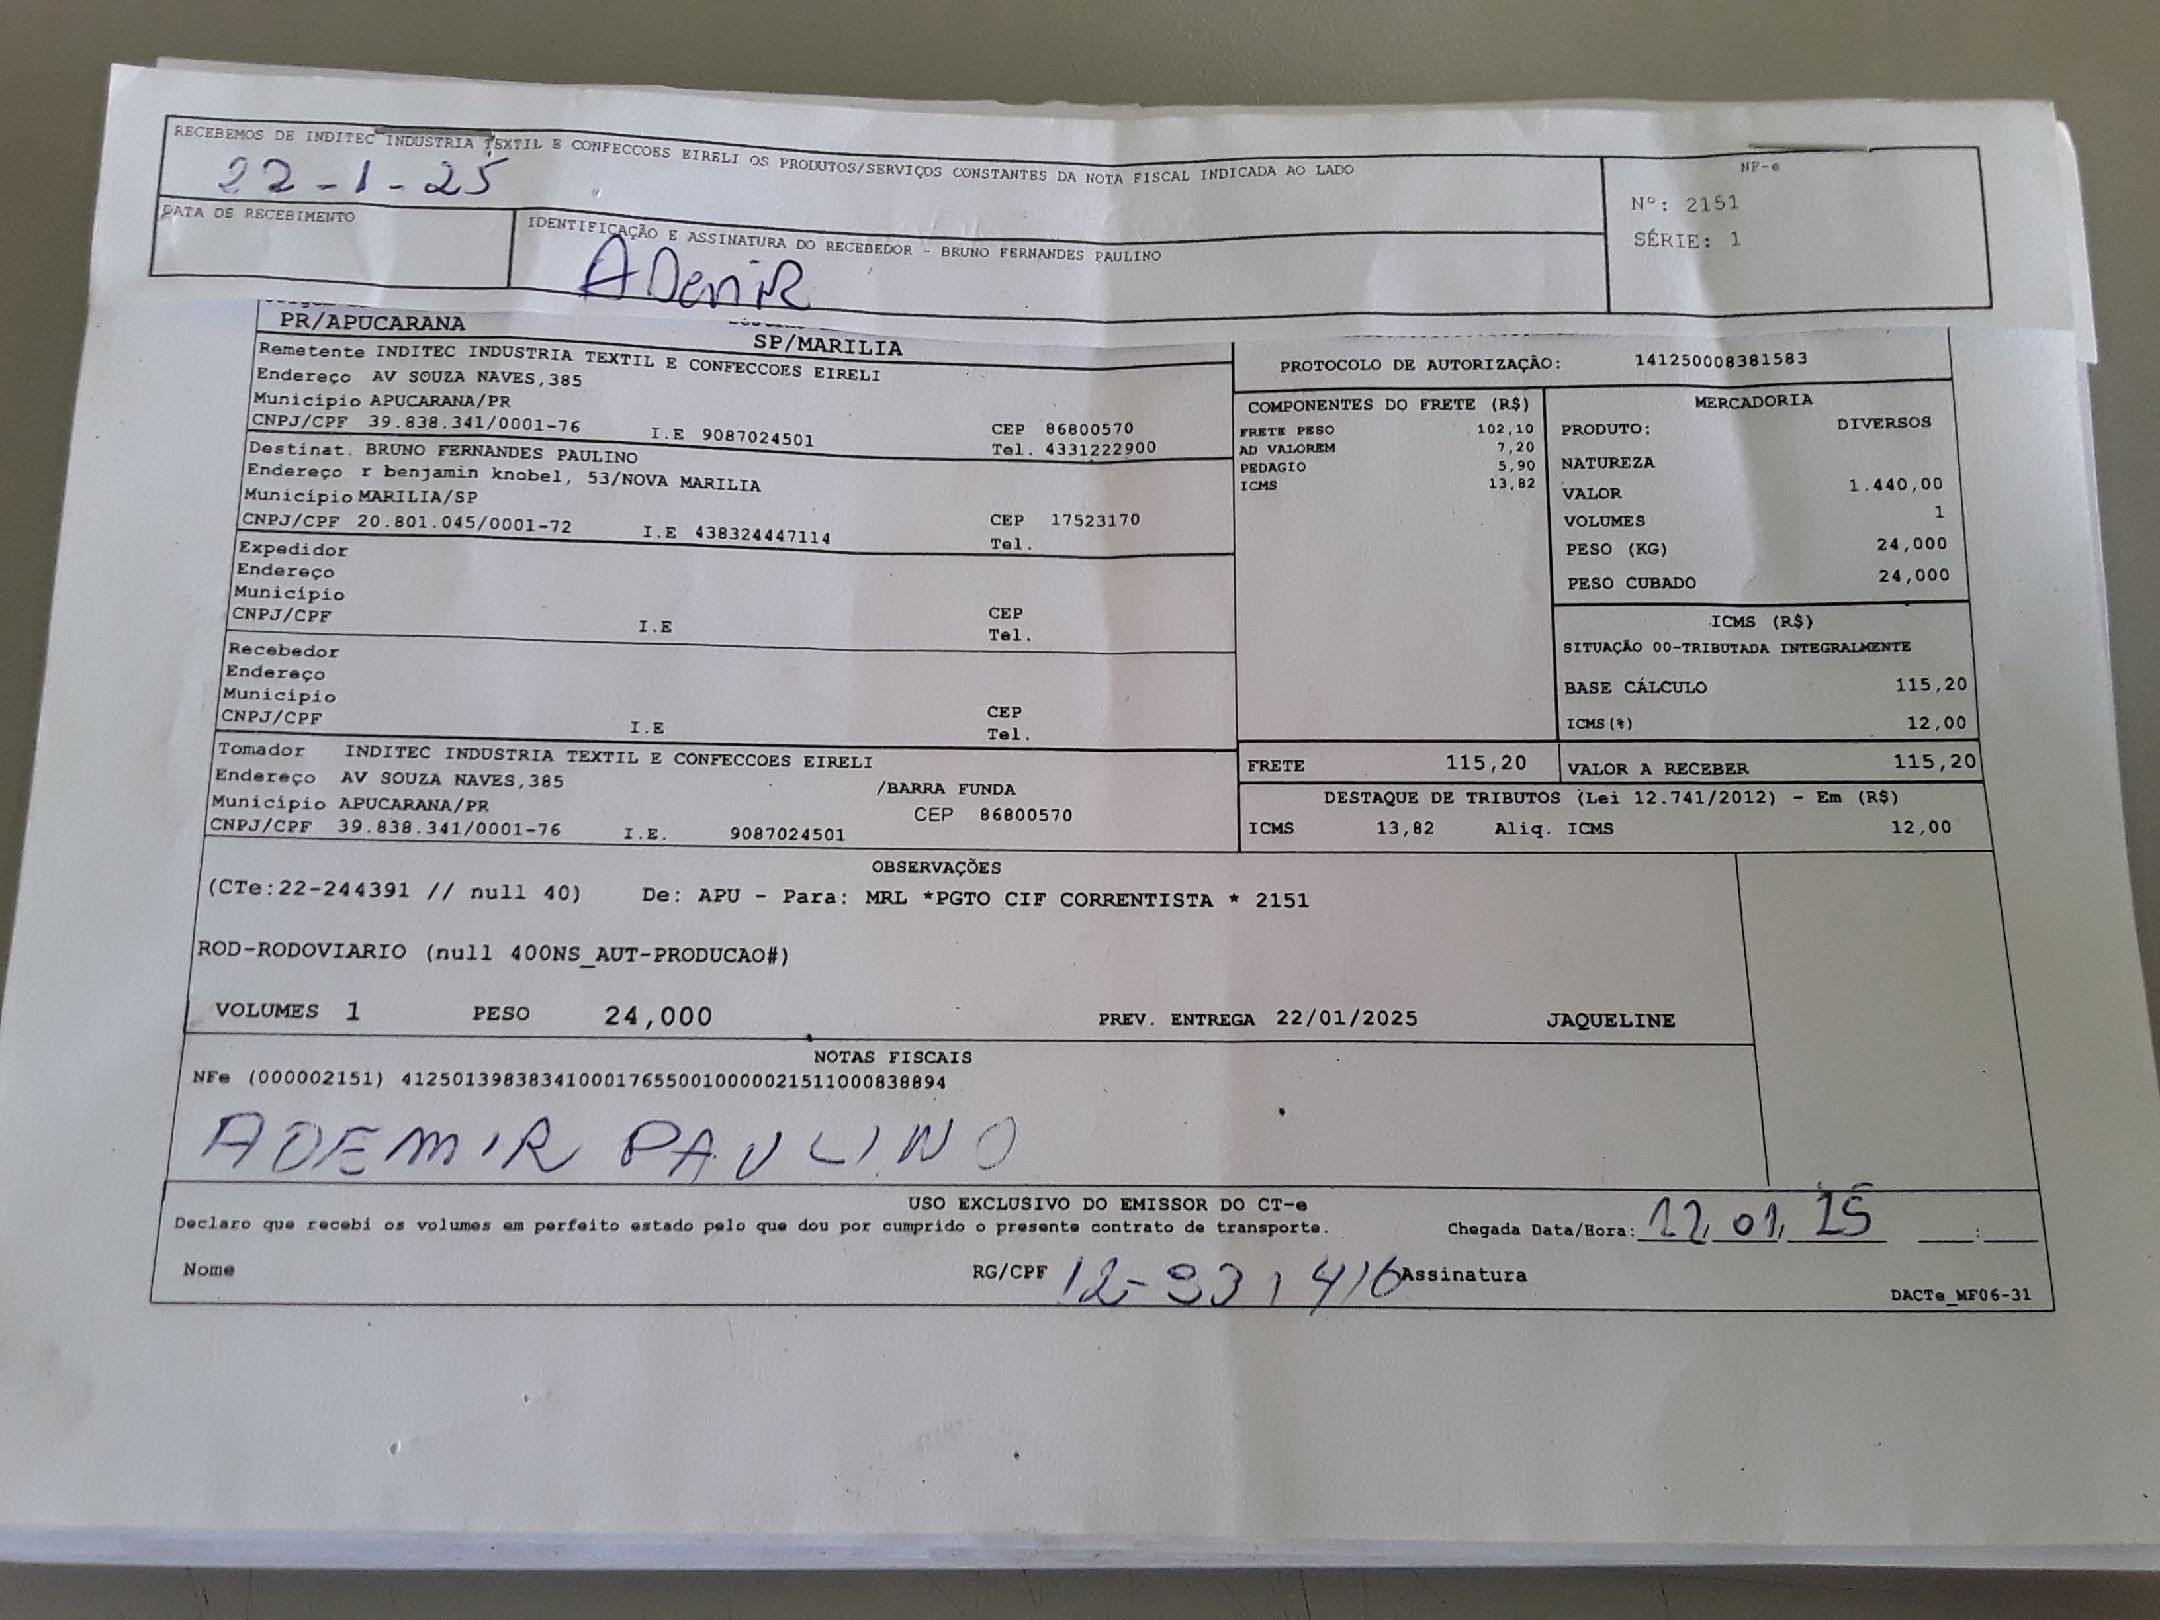 RECEBEMOS DE INDITEC INDUSTRIA TEXTIL E CONFECCOES EIRELI OS PRODUTOS/SERVIÇOS CONSTANTES DA NOTA FISCAL INDICADA AO LADO
22-1-25
DATA DE RECEBIMENTO
IDENTIFICAÇÃO E ASSINATURA DO RECEBEDOR - BRUNO FERNANDES PAULINO
ADemiR
NF-e
Nº: 2151
SÉRIE: 1
PR/APUCARANA
SP/MARILIA
Remetente INDITEC INDUSTRIA TEXTIL E CONFECCOES EIRELI
Endereço AV SOUZA NAVES,385
Município APUCARANA/PR
CNPJ/CPF 39.838.341/0001-76 I.E 9087024501 CEP 86800570
Tel. 4331222900
Destinat. BRUNO FERNANDES PAULINO
Endereço r benjamin knobel, 53/NOVA MARILIA
Município MARILIA/SP
CNPJ/CPF 20.801.045/0001-72 I.E 438324447114 CEP 17523170
Tel.
Expedidor
Endereço
Município
CNPJ/CPF I.E CEP
Tel.
Recebedor
Endereço
Município
CNPJ/CPF I.E CEP
Tel.
Tomador INDITEC INDUSTRIA TEXTIL E CONFECCOES EIRELI
Endereço AV SOUZA NAVES,385 /BARRA FUNDA
Município APUCARANA/PR CEP 86800570
CNPJ/CPF 39.838.341/0001-76 I.E. 9087024501
PROTOCOLO DE AUTORIZAÇÃO: 141250008381583
COMPONENTES DO FRETE (R$)
FRETE PESO 102,10
AD VALOREM 7,20
PEDAGIO 5,90
ICMS 13,82
MERCADORIA
PRODUTO: DIVERSOS
NATUREZA
VALOR 1.440,00
VOLUMES 1
PESO (KG) 24,000
PESO CUBADO 24,000
ICMS (R$)
SITUAÇÃO 00-TRIBUTADA INTEGRALMENTE
BASE CÁLCULO 115,20
ICMS(%) 12,00
FRETE 115,20 VALOR A RECEBER 115,20
DESTAQUE DE TRIBUTOS (Lei 12.741/2012) - Em (R$)
ICMS 13,82 Aliq. ICMS 12,00
OBSERVAÇÕES
(CTe:22-244391 // null 40) De: APU - Para: MRL *PGTO CIF CORRENTISTA * 2151
ROD-RODOVIARIO (null 400NS_AUT-PRODUCAO#)
VOLUMES 1 PESO 24,000 PREV. ENTREGA 22/01/2025 JAQUELINE
NOTAS FISCAIS
NFe (000002151) 41250139838341000176550010000021511000838894
ADEMIR PAULINO
USO EXCLUSIVO DO EMISSOR DO CT-e
Declaro que recebi os volumes em perfeito estado pelo que dou por cumprido o presente contrato de transporte. Chegada Data/Hora: 22, 01, 25 :
Nome RG/CPF Assinatura
DACTe_MF06-31